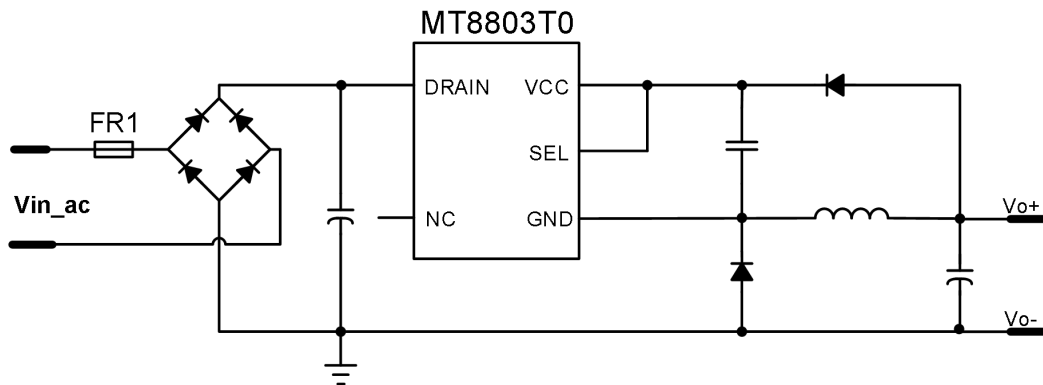 MT8803T0
DRAIN VCC
FR1
SEL
Vin_ac
NC GND
Vo+
Vo-